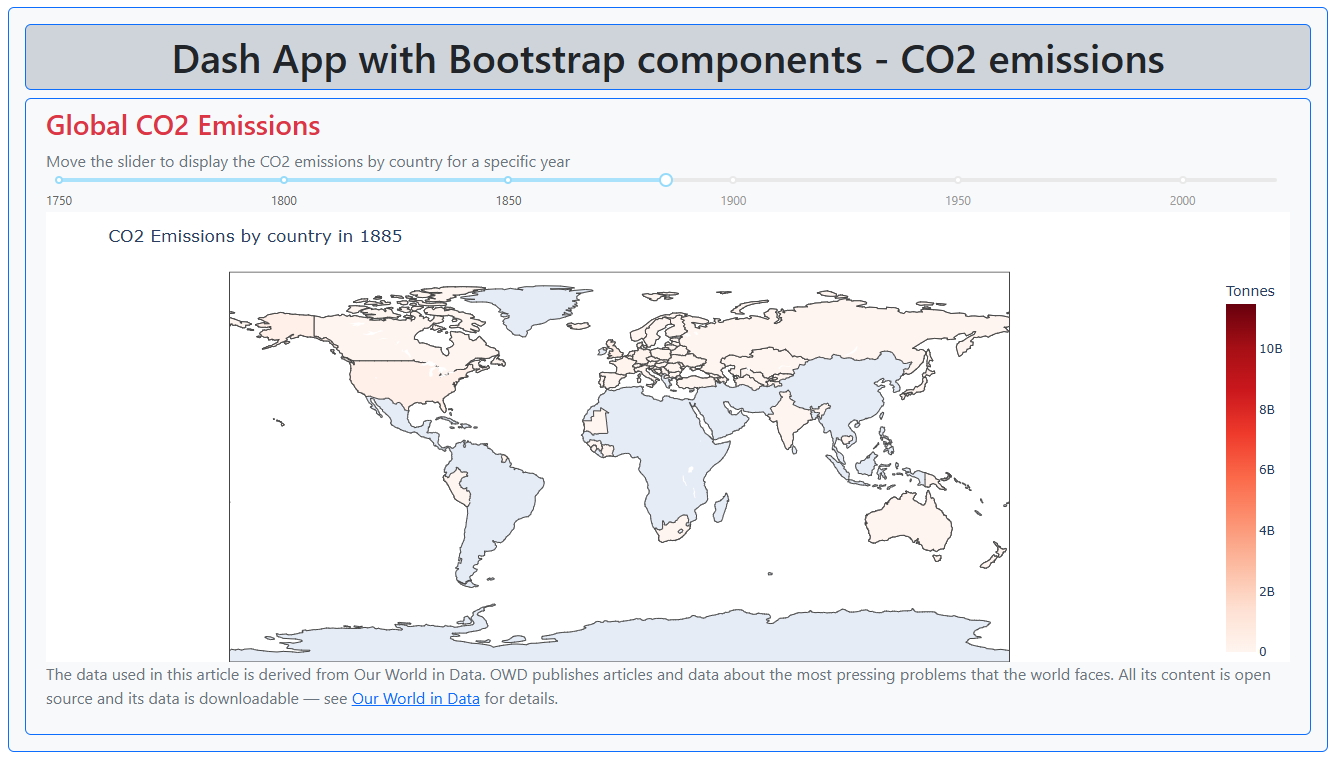 Dash App with Bootstrap components - CO2 emissions
Global CO2 Emissions
Move the slider to display the CO2 emissions by country for a specific year
1750 1800 1850 1900 1950 2000
CO2 Emissions by country in 1885
Tonnes
10B
8B
6B
4B
2B
0
The data used in this article is derived from Our World in Data. OWD publishes articles and data about the most pressing problems that the world faces. All its content is open
source and its data is downloadable — see Our World in Data for details.